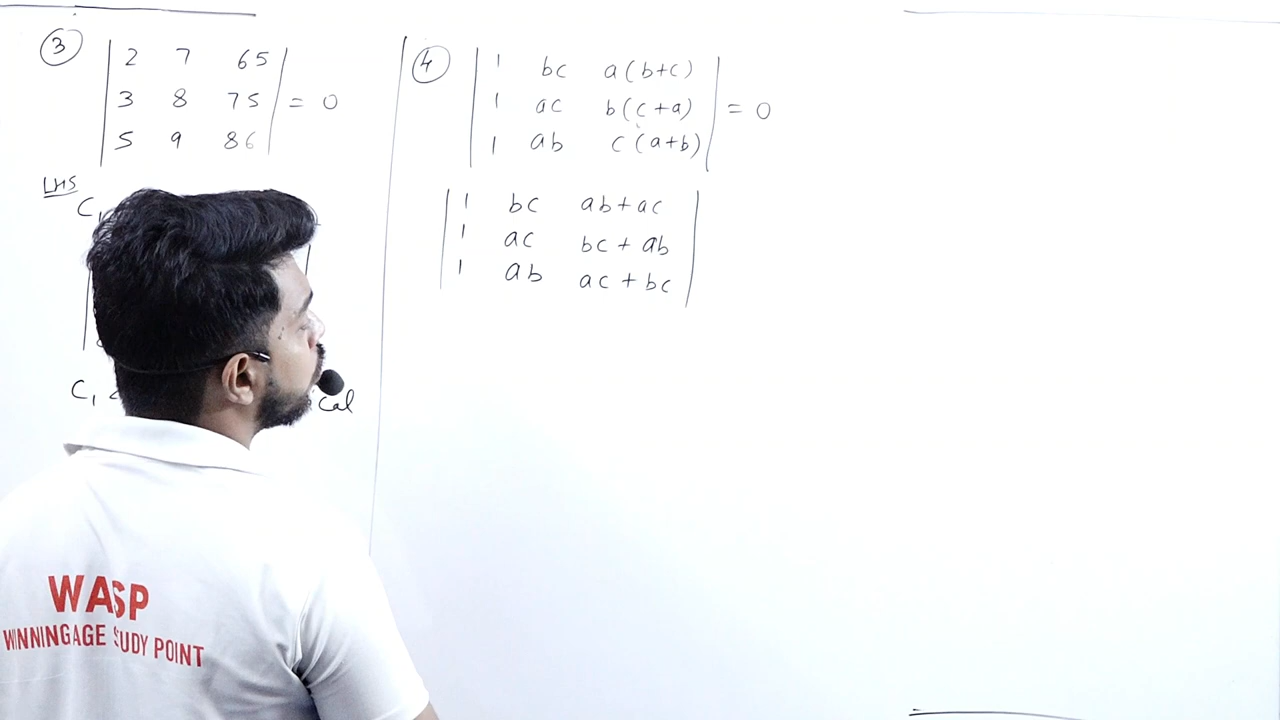 ③ | 2 7 65 |
| 3 8 75 | = 0
| 5 9 86 |
LHS
C₁
C₁
cal
④ | 1 bc a(b+c) |
| 1 ac b(c+a) | = 0
| 1 ab c(a+b) |
| 1 bc ab+ac |
| 1 ac bc+ab |
| 1 ab ac+bc |
WASP
WINNINGAGE STUDY POINT